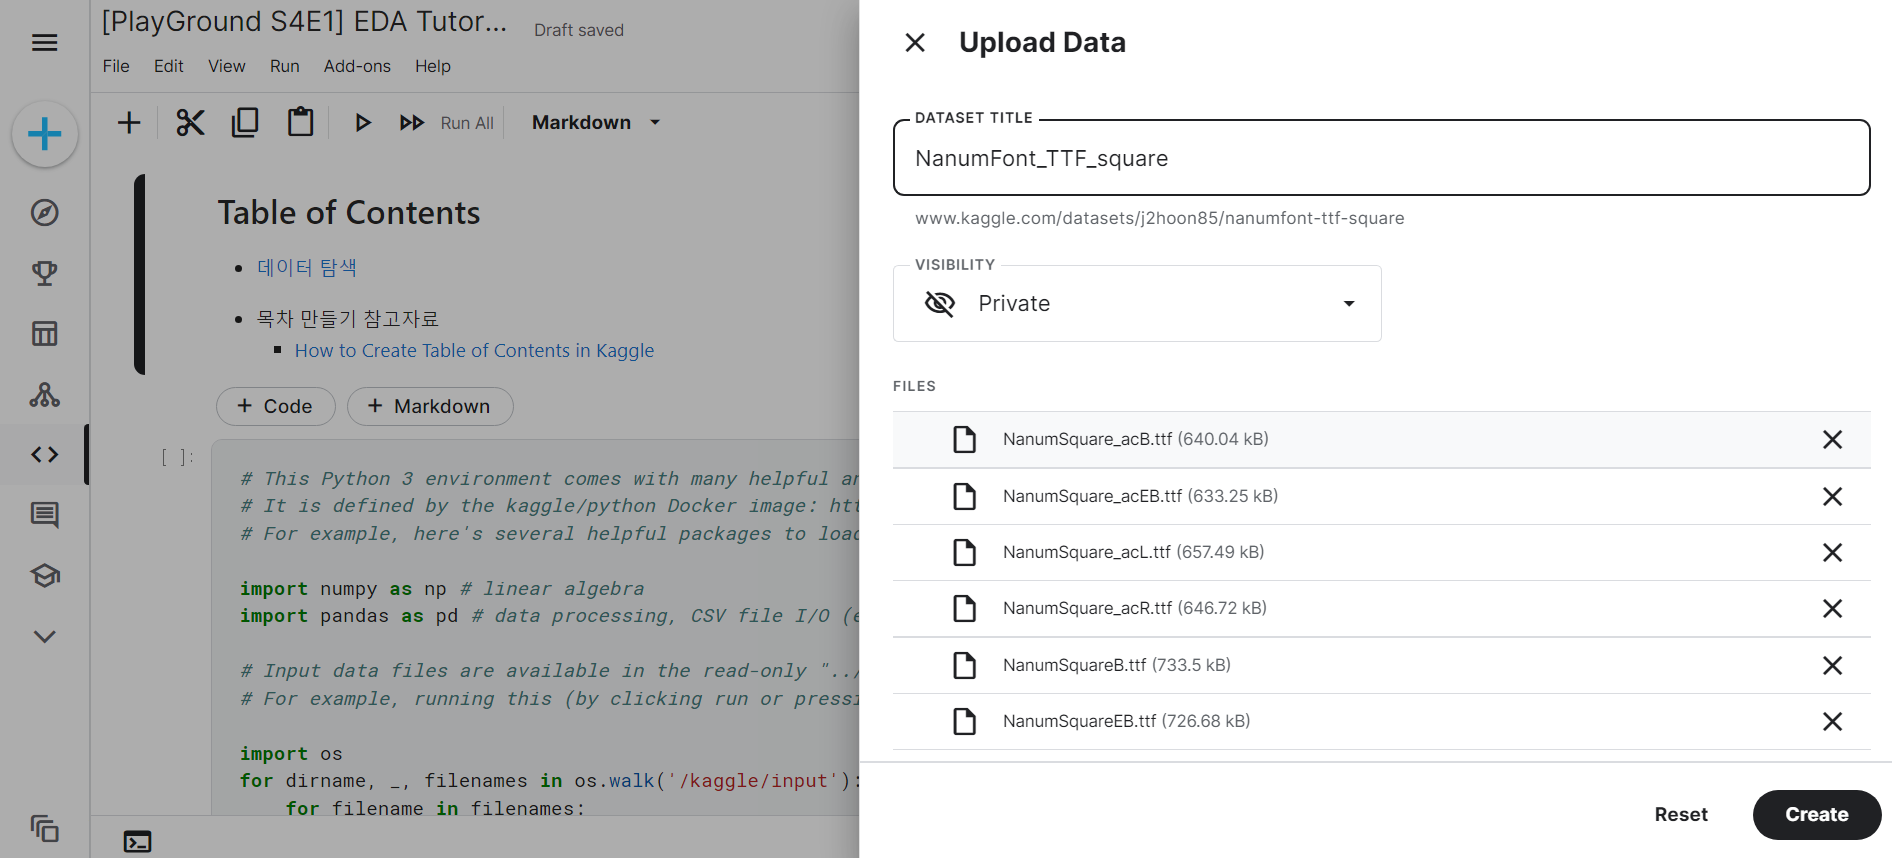 [PlayGround S4E1] EDA Tutor...
Draft saved
File Edit View Run Add-ons Help
Run All
Markdown
Table of Contents
데이터 탐색
목차 만들기 참고자료
How to Create Table of Contents in Kaggle
+ Code
+ Markdown
[ ]:
# This Python 3 environment comes with many helpful
# It is defined by the kaggle/python Docker image:
# For example, here's several helpful packages to
import numpy as np # linear algebra
import pandas as pd # data processing, CSV file I/O
# Input data files are available in the read-only "../
# For example, running this (by clicking run or
import os
for dirname, _, filenames in os.walk('/kaggle/input'):
for filename in filenames:
Upload Data
DATASET TITLE
NanumFont_TTF_square
www.kaggle.com/datasets/j2hoon85/nanumfont-ttf-square
VISIBILITY
Private
FILES
NanumSquare_acB.ttf (640.04 kB)
NanumSquare_acEB.ttf (633.25 kB)
NanumSquare_acL.ttf (657.49 kB)
NanumSquare_acR.ttf (646.72 kB)
NanumSquareB.ttf (733.5 kB)
NanumSquareEB.ttf (726.68 kB)
Reset
Create